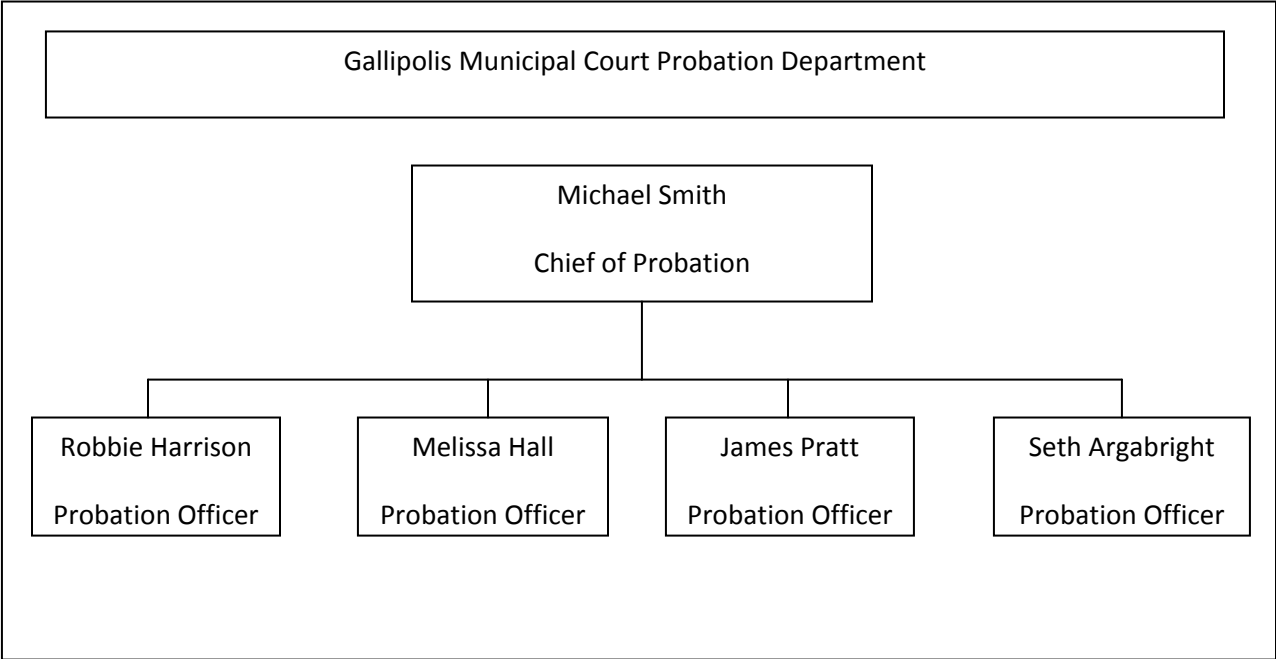 Gallipolis Municipal Court Probation Department
Michael Smith
Chief of Probation
Robbie Harrison
Probation Officer
Melissa Hall
Probation Officer
James Pratt
Probation Officer
Seth Argabright
Probation Officer